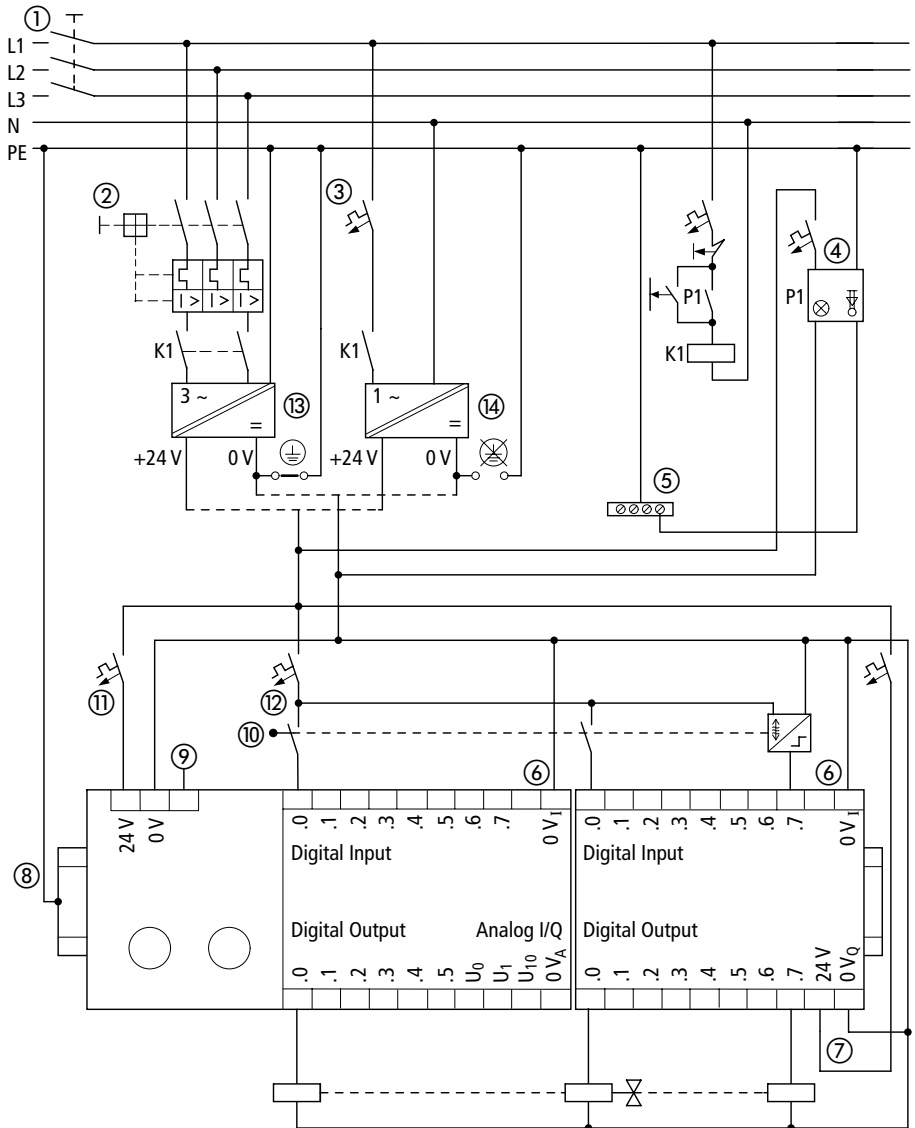 ①
L1
L2
L3
N
PE
②
③
④
I > I > I >
P1
P1
K1
K1
K1
3 ~
=
⑬
1 ~
=
⑭
+24 V
0 V
+24 V
0 V
⑤
⑪
⑫
⑩
⑨
⑥
⑥
24 V
0 V
.0
.1
.2
.3
.4
.5
.6
.7
0 VI
.0
.1
.2
.3
.4
.5
.6
.7
0 VI
Digital Input
Digital Input
⑧
Digital Output
Analog I/Q
Digital Output
.0
.1
.2
.3
.4
.5
U0
U1
U10
0 VA
.0
.1
.2
.3
.4
.5
.6
.7
24 V
0 VQ
⑦